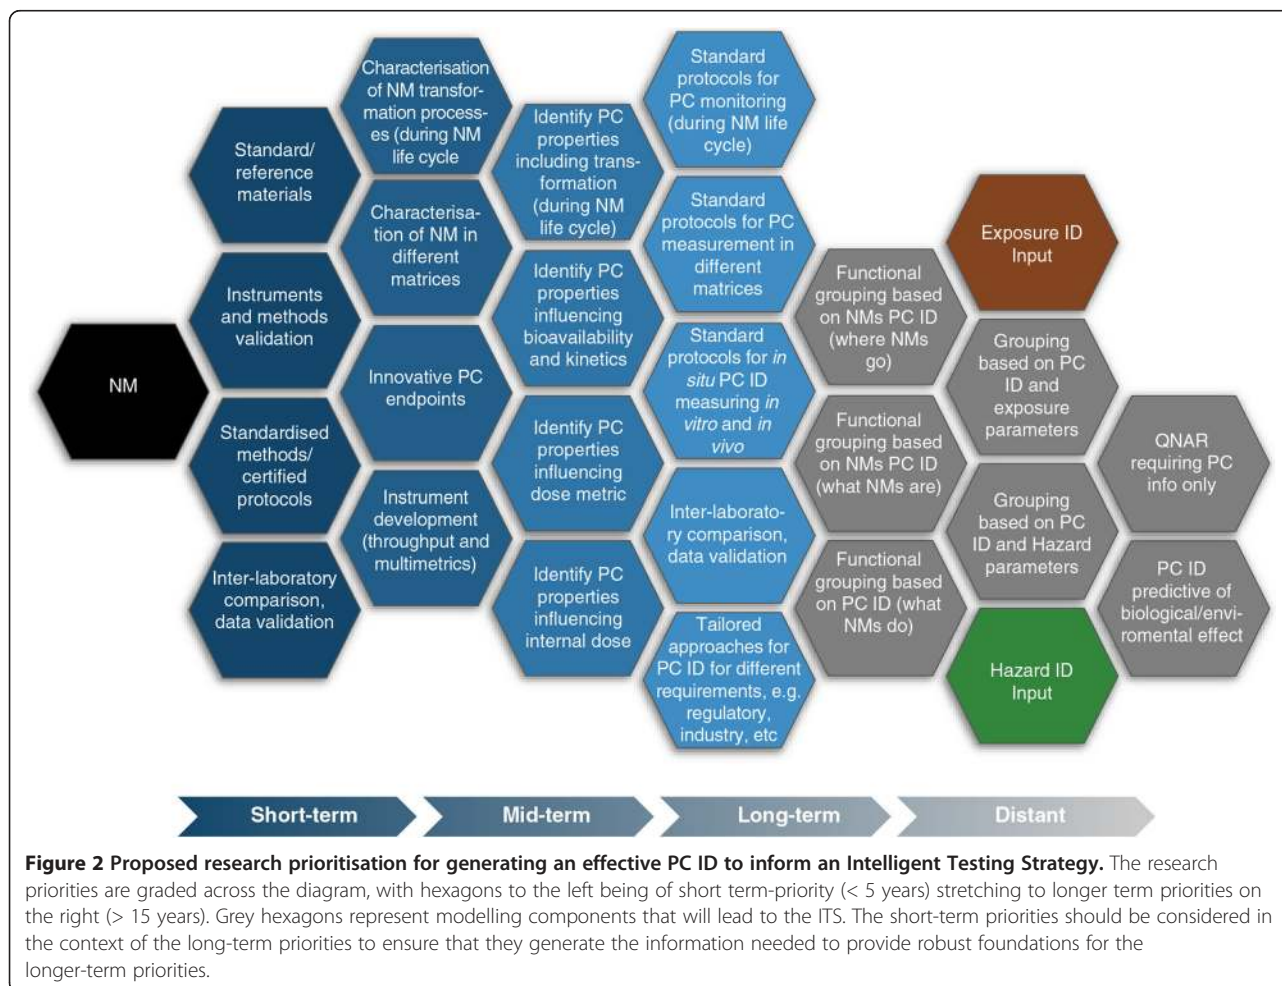 NM
Standard/
reference
materials
Instruments
and methods
validation
Standardised
methods/
certified
protocols
Inter-laboratory
comparison,
data validation
Characterisation
of NM transfor-
mation process-
es (during NM
life cycle
Characterisa-
tion of NM in
different
matrices
Innovative PC
endpoints
Instrument
development
(throughput and
multimetrics)
Identify PC
properties
including trans-
formation
(during NM
life cycle)
Identify PC
properties
influencing
bioavailability
and kinetics
Identify PC
properties
influencing
dose metric
Identify PC
properties
influencing
internal dose
Standard
protocols for
PC monitoring
(during NM life
cycle)
Standard
protocols for PC
measurement in
different
matrices
Standard
protocols for in
situ PC ID
measuring in
vitro and in
vivo
Inter-laborato-
ry comparison,
data validation
Tailored
approaches for
PC ID for different
requirements, e.g.
regulatory,
industry, etc
Functional
grouping based
on NMs PC ID
(where NMs
go)
Functional
grouping based
on NMs PC ID
(what NMs are)
Functional
grouping based
on PC ID (what
NMs do)
Exposure ID
Input
Grouping
based on PC
ID and
exposure
parameters
Grouping
based on PC
ID and Hazard
parameters
Hazard ID
Input
QNAR
requiring PC
info only
PC ID
predictive of
biological/envi-
romental effect
Short-term
Mid-term
Long-term
Distant
Figure 2 Proposed research prioritisation for generating an effective PC ID to inform an Intelligent Testing Strategy. The research
priorities are graded across the diagram, with hexagons to the left being of short term-priority (< 5 years) stretching to longer term priorities on
the right (> 15 years). Grey hexagons represent modelling components that will lead to the ITS. The short-term priorities should be considered in
the context of the long-term priorities to ensure that they generate the information needed to provide robust foundations for the
longer-term priorities.